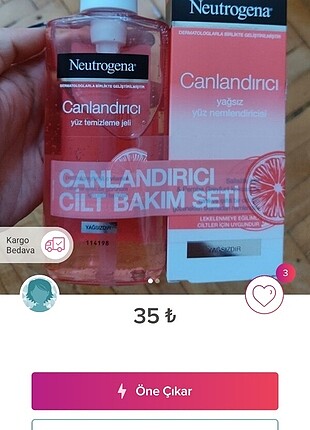 Neutrogena®
DERMATOLOGLARLA BİRLİKTE GELİŞTİRİLMİŞTİR
Canlandırıcı
yüz temizleme jeli
Neutrogena®
DERMATOLOGLARLA BİRLİKTE GELİŞTİRİLMİŞTİR
Canlandırıcı
yağsız
yüz nemlendiricisi
CANLANDIRICI
CİLT BAKIM SETİ
LEKELENMEYE EĞİLİMLİ
CİLTLER İÇİN UYGUNDUR
YAĞSIZDIR
114198
YAĞSIZDIR
Kargo
Bedava
3
35 ₺
Öne Çıkar